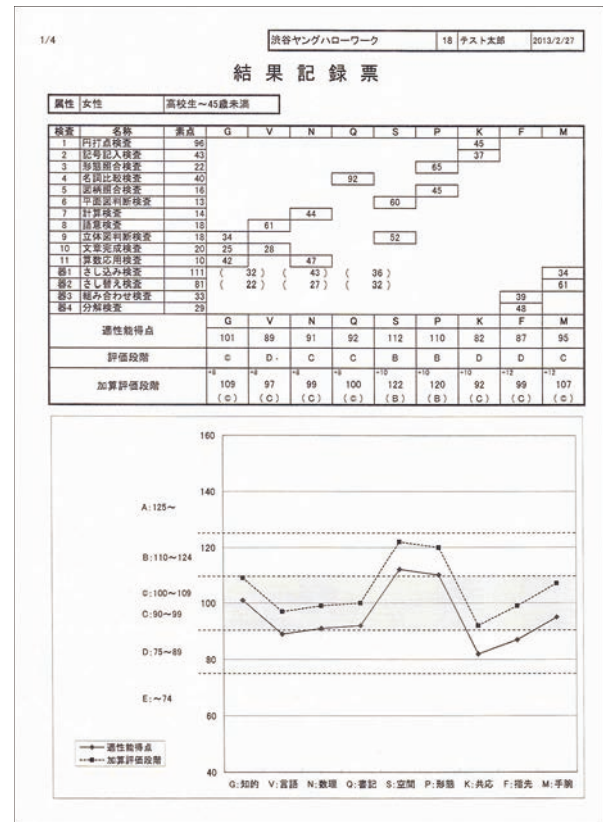 1/4
渋谷ヤングハローワーク 18 テスト太郎 2013/2/27
結果記録票
属性 女性 高校生～45歳未満
検査 名称 素点 G V N Q S P K F M
1 円打点検査 96 45
2 記号記入検査 43 37
3 形態照合検査 22 65
4 名詞比較検査 40 92
5 図柄照合検査 16 45
6 平面図判断検査 13 60
7 計算検査 14 44
8 語意検査 18 61
9 立体図判断検査 18 34 52
10 文章完成検査 20 25 28
11 算数応用検査 10 42 47
器1 さし込み検査 111 ( 32 ) ( 43 ) ( 36 ) 34
器2 さし替え検査 81 ( 22 ) ( 27 ) ( 32 ) 61
器3 組み合わせ検査 33 39
器4 分解検査 29 48
G V N Q S P K F M
適性能得点 101 89 91 92 112 110 82 87 95
評価段階 © D. C C B B D D C
+8 +8 +8 +8 +10 +10 +10 +12 +12
加算評価段階 109 97 99 100 122 120 92 99 107
(©) (C) (C) (©) (B) (B) (C) (C) (©)
160
140
A:125～
120
B:110～124
©:100～109
100
C:90～99
D:75～89
80
E:～74
60
適性能得点
加算評価段階
40
G:知的 V:言語 N:数理 Q:書記 S:空間 P:形態 K:共応 F:指先 M:手腕